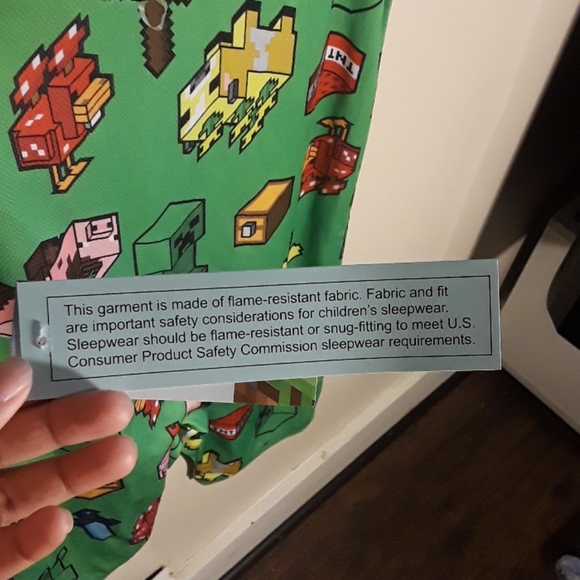 TNT
This garment is made of flame-resistant fabric. Fabric and fit
are important safety considerations for children's sleepwear.
Sleepwear should be flame-resistant or snug-fitting to meet U.S.
Consumer Product Safety Commission sleepwear requirements.